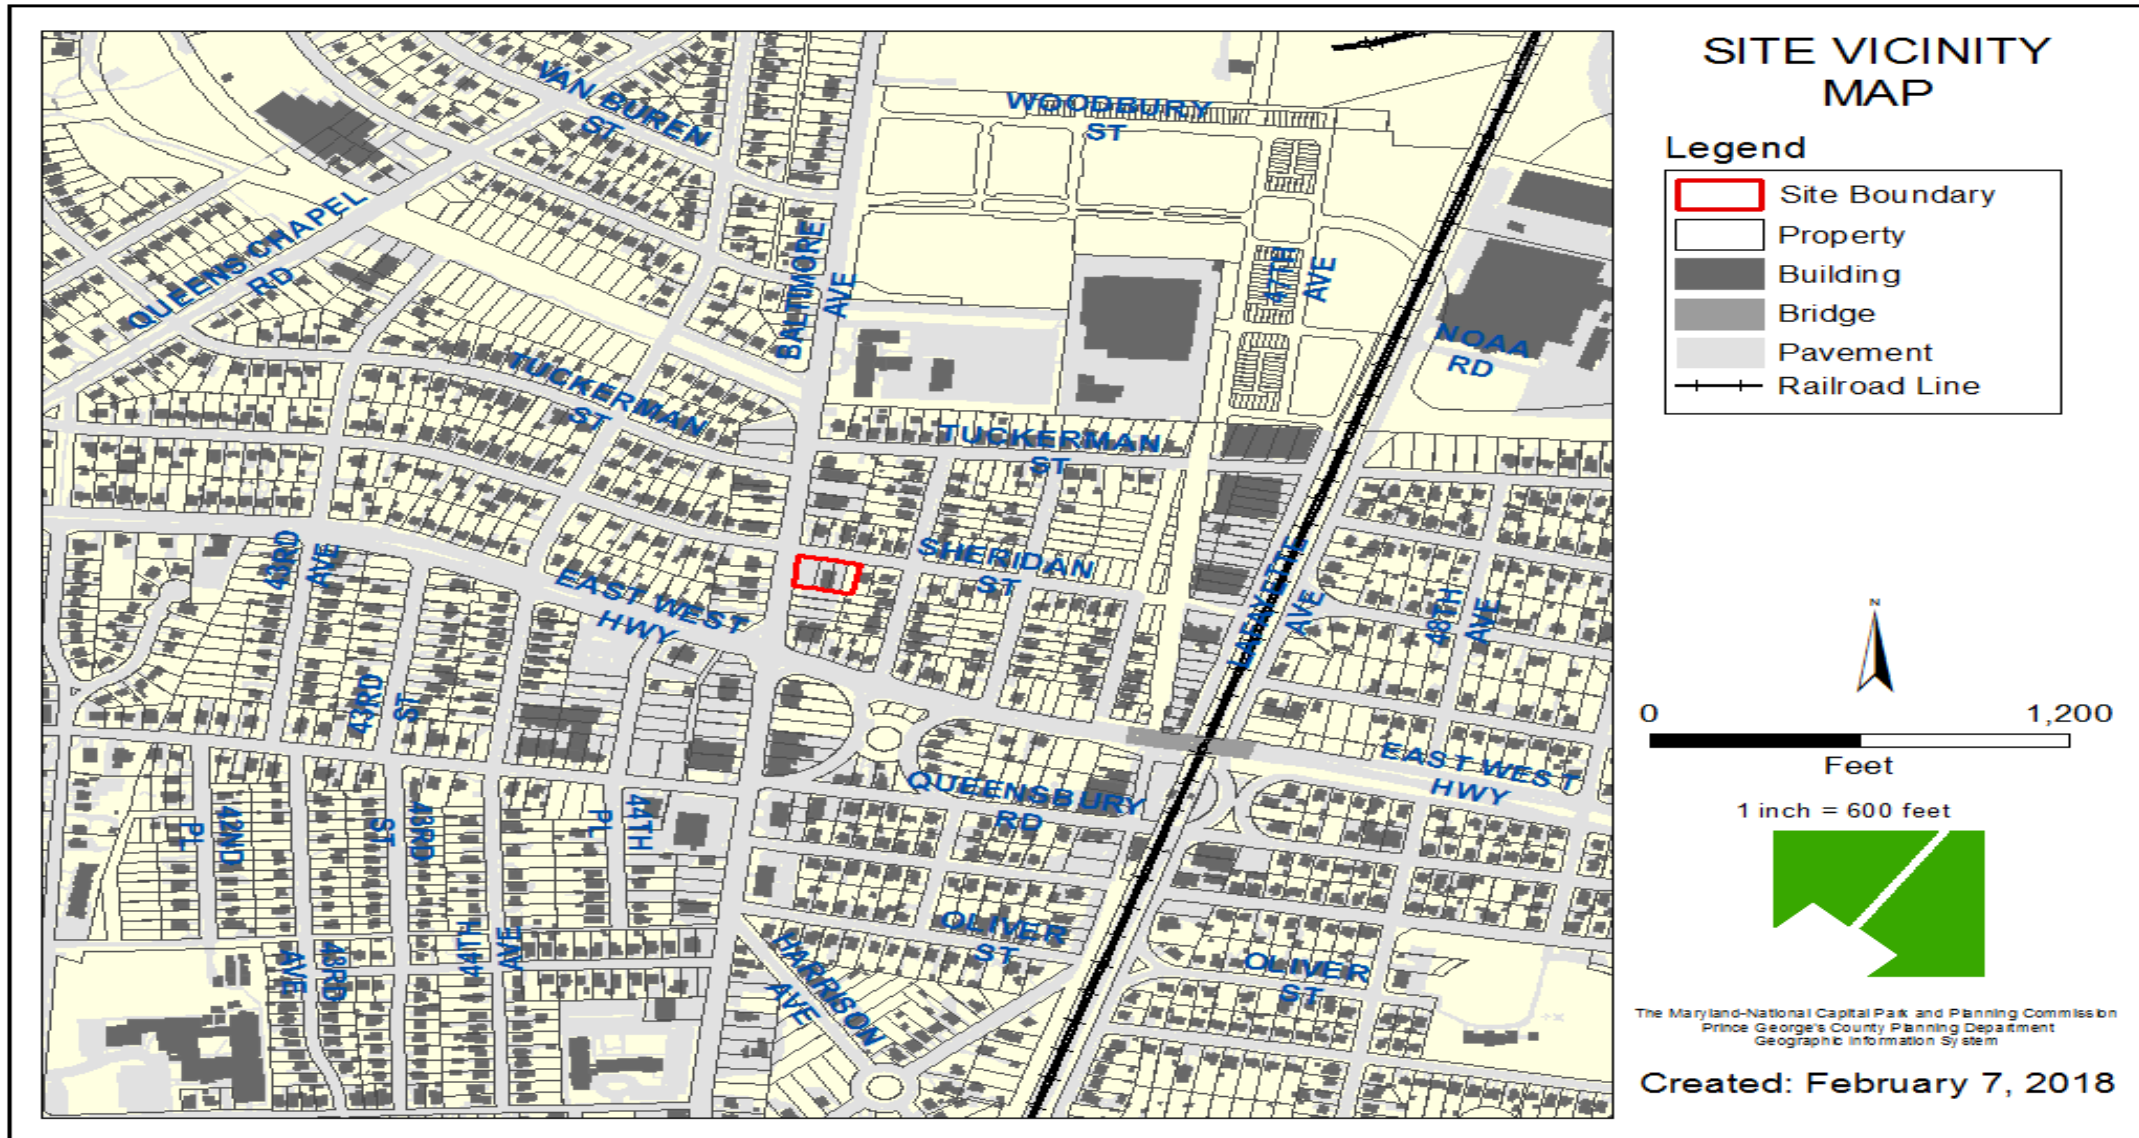 SITE VICINITY
MAP
Legend
Site Boundary
Property
Building
Bridge
Pavement
Railroad Line
N
0 1,200
Feet
1 inch = 600 feet
The Maryland-National Capital Park and Planning Commission
Prince George's County Planning Department
Geographic Information System
Created: February 7, 2018
VAN BUREN
ST
WOODBURY
ST
QUEENS CHAPEL
RD
BALTIMORE
AVE
47TH
AVE
NOAA
RD
TUCKERMAN
ST
TUCKERMAN
ST
43RD
AVE
EAST WEST
HWY
SHERIDAN
ST
LAFAYETTE
AVE
48TH
AVE
43RD
ST
EAST WEST
HWY
QUEENSBURY
RD
42ND
PL
43RD
ST
44TH
PL
44TH
AVE
43RD
AVE
HARRISON
AVE
OLIVER
ST
OLIVER
ST